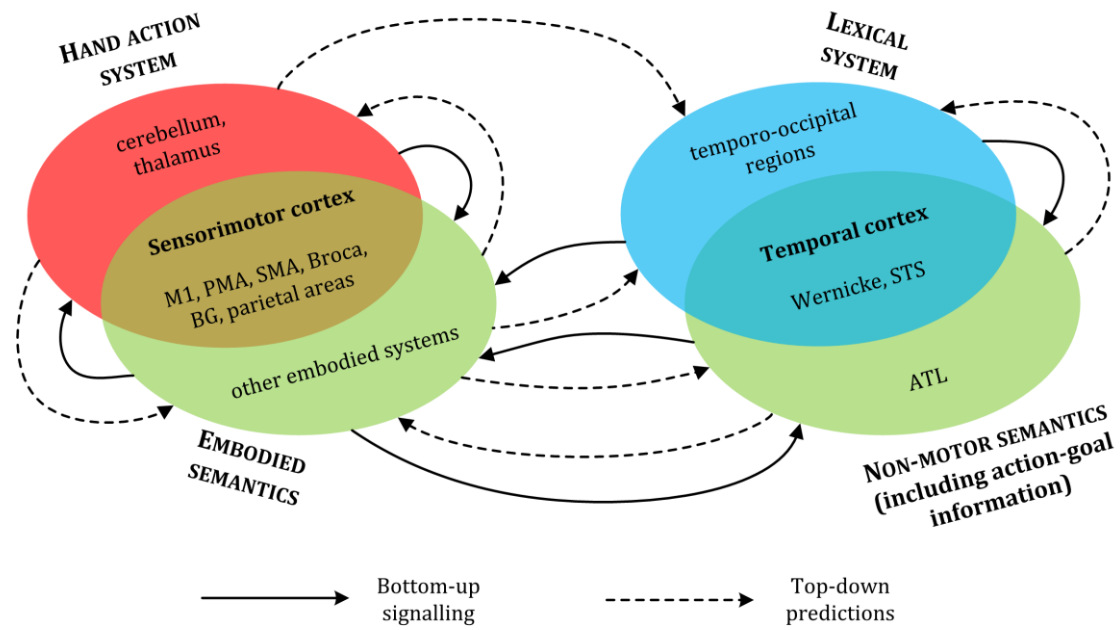 HAND ACTION
SYSTEM
cerebellum,
thalamus
Sensorimotor cortex
M1, PMA, SMA, Broca,
BG, parietal areas
other embodied systems
EMBODIED
SEMANTICS
LEXICAL
SYSTEM
temporo-occipital
regions
Temporal cortex
Wernicke, STS
ATL
NON-MOTOR SEMANTICS
(including action-goal
information)
Bottom-up
signalling
Top-down
predictions